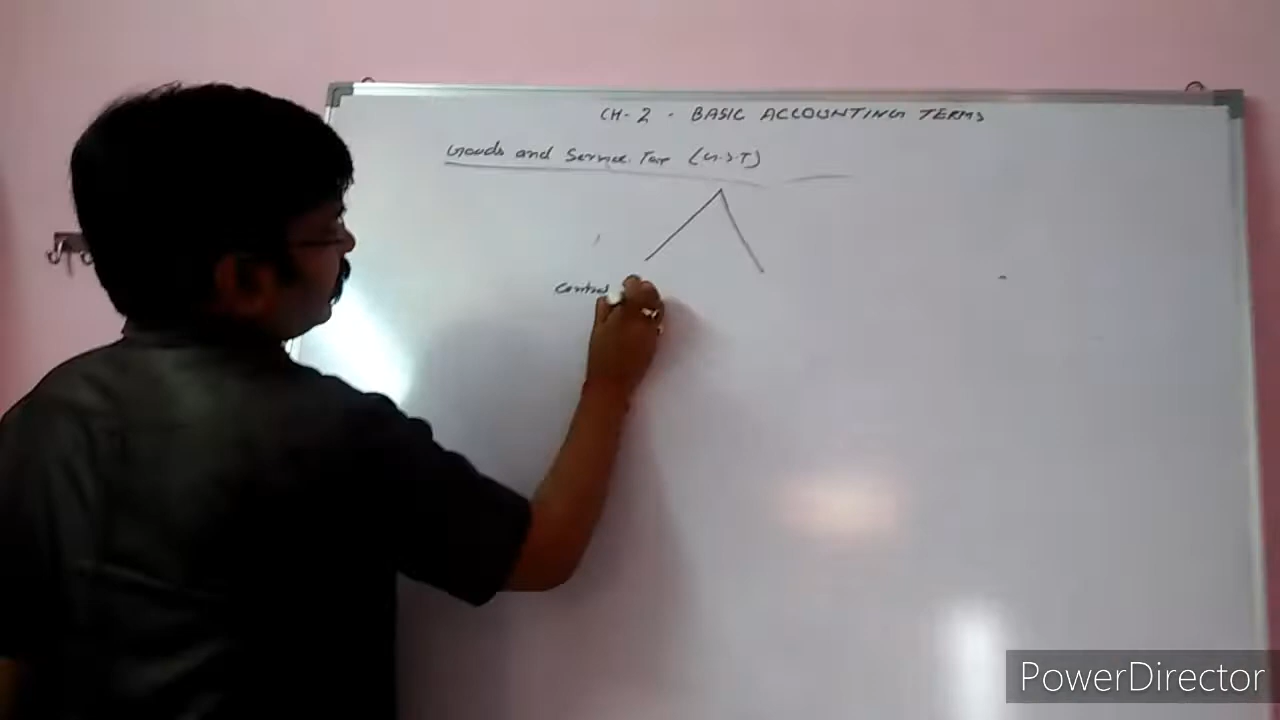 CH-2 - BASIC ACCOUNTING TERMS
Goods and Service Tax (G.S.T)
Central
PowerDirector